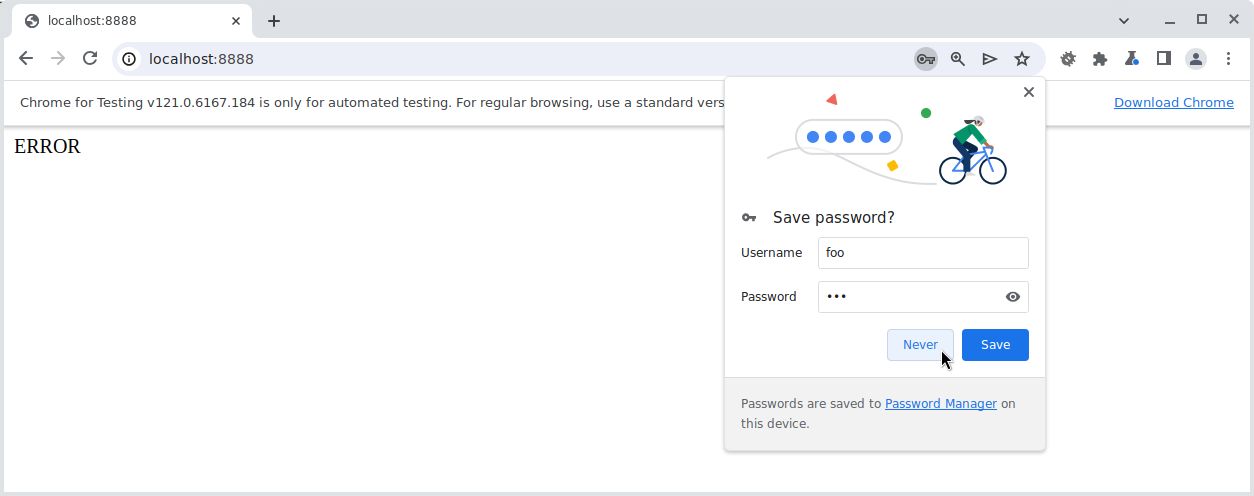 localhost:8888
localhost:8888
Chrome for Testing v121.0.6167.184 is only for automated testing. For regular browsing, use a standard vers
Download Chrome
ERROR
Save password?
Username foo
Password •••
Never Save
Passwords are saved to Password Manager on
this device.